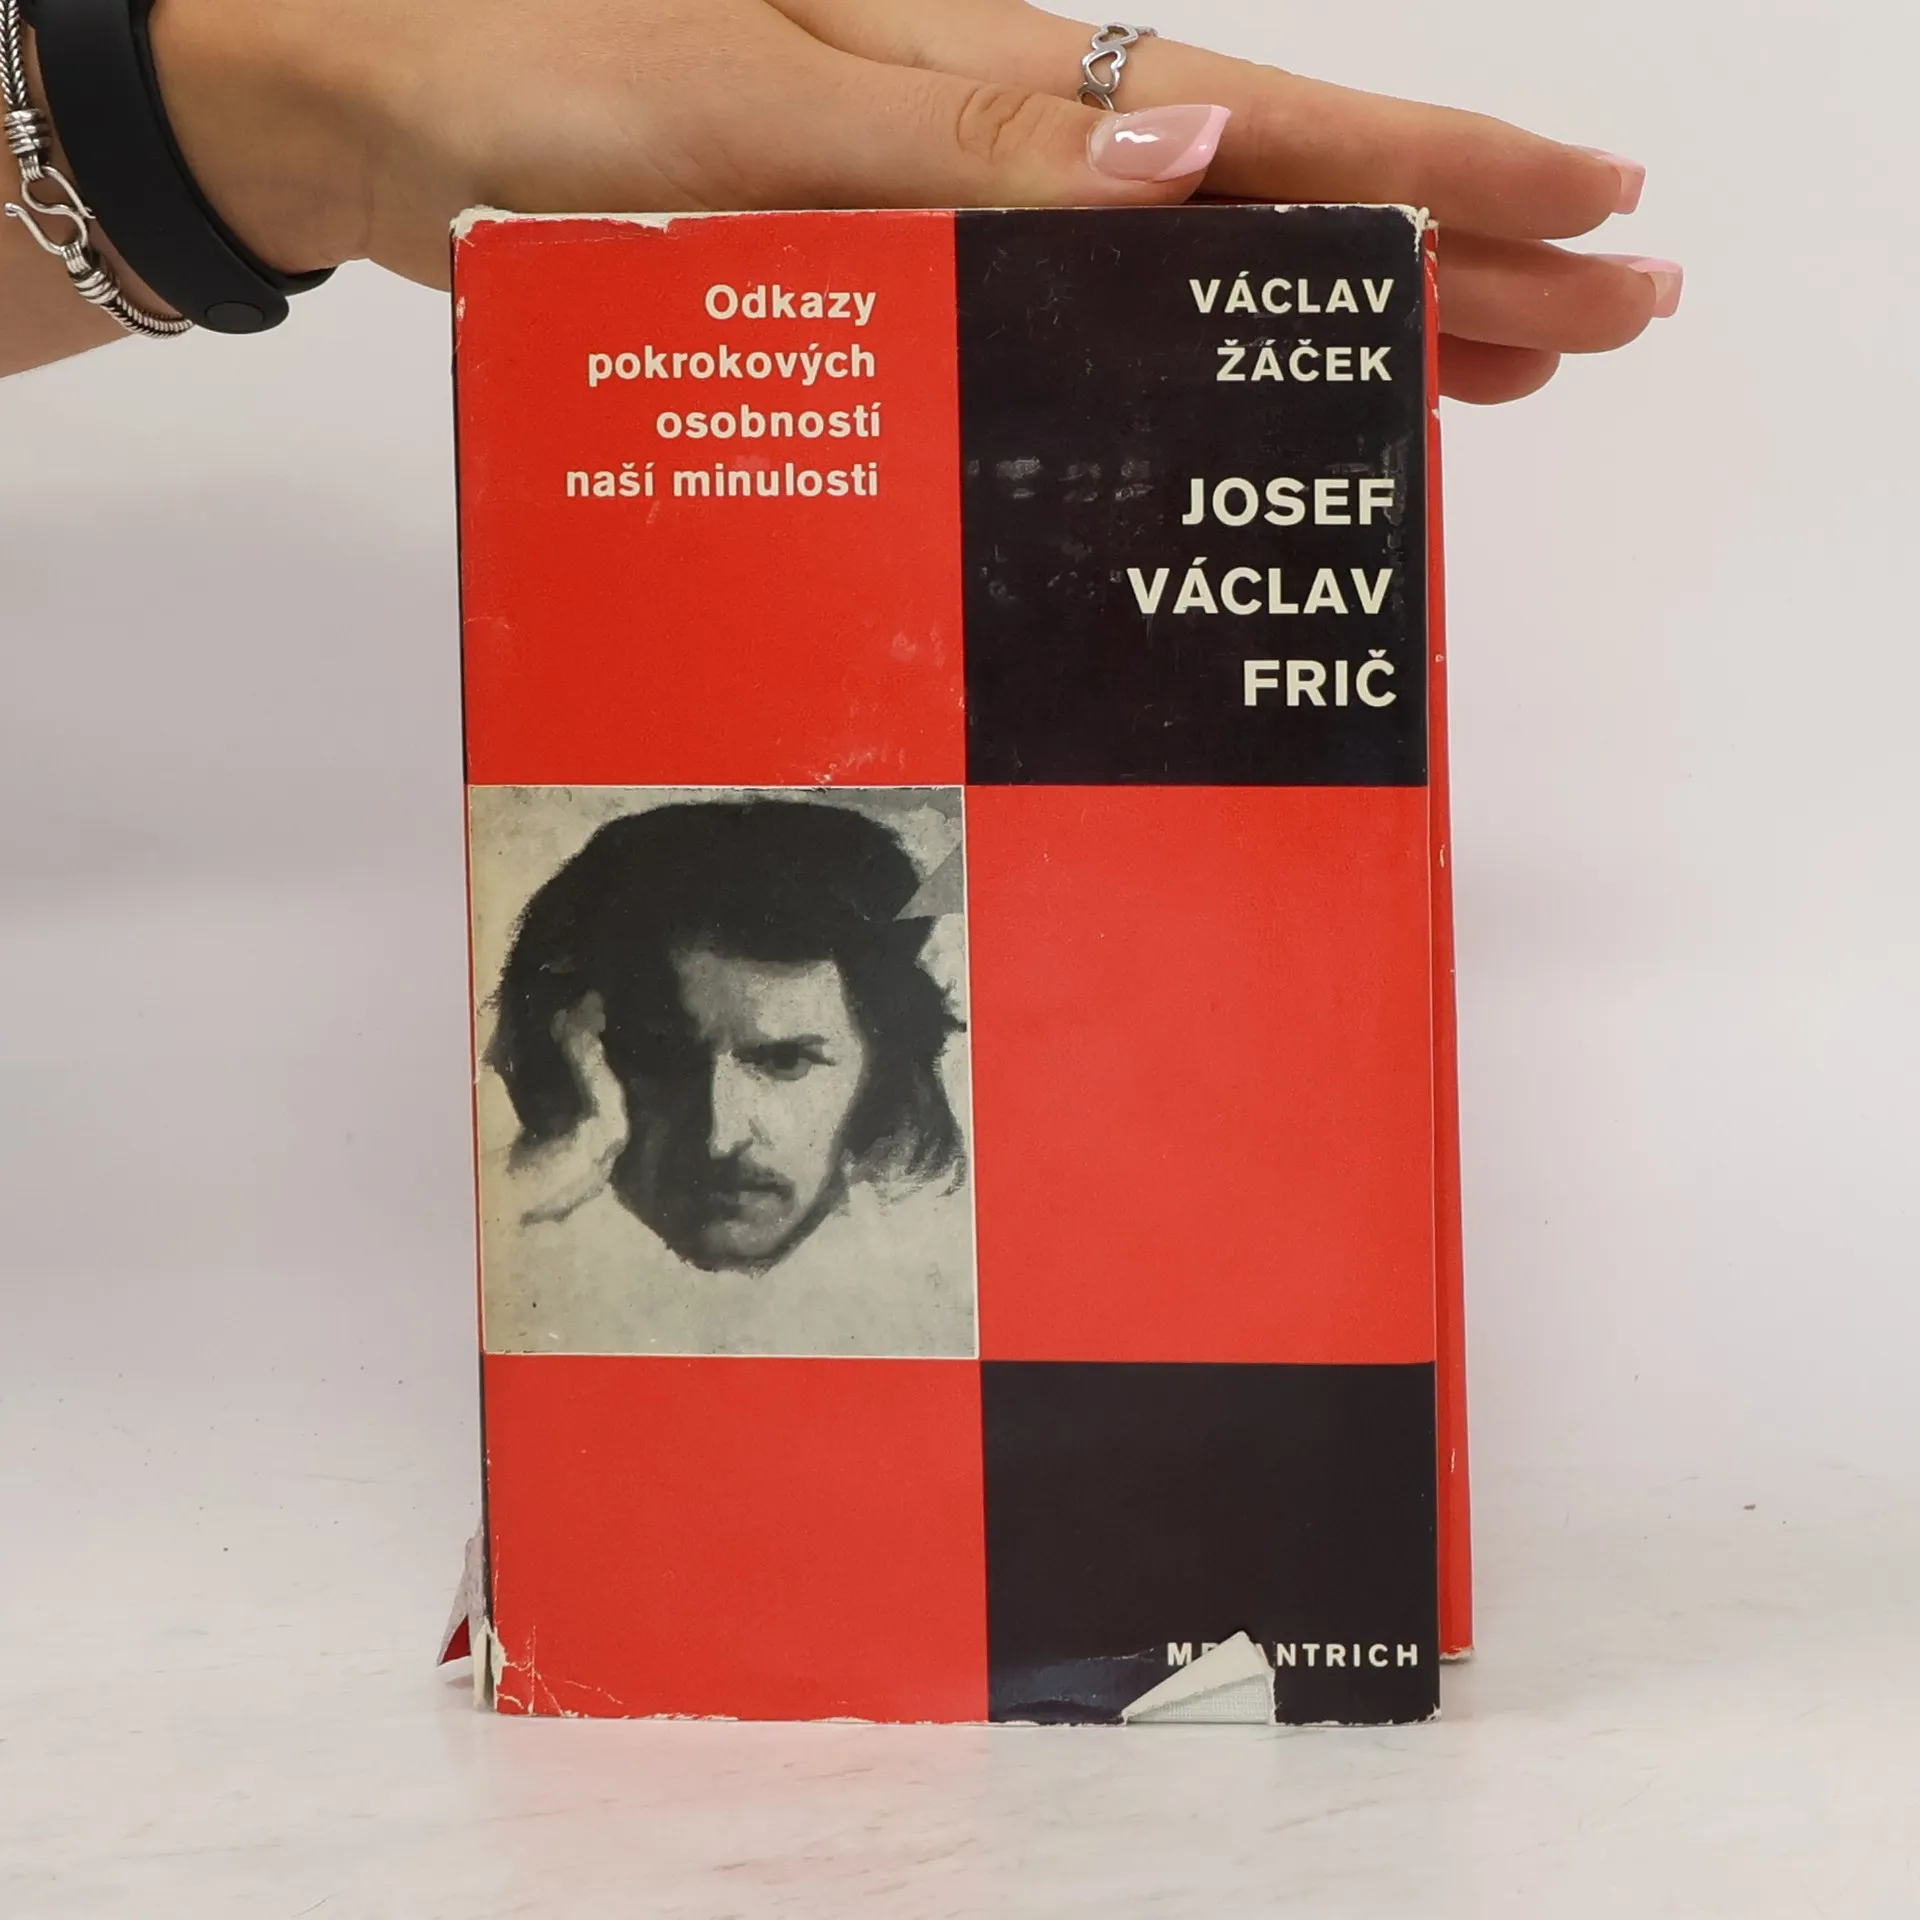 Odkazy
pokrokových
osobností
naší minulosti
VÁCLAV
ŽÁČEK
JOSEF
VÁCLAV
FRIČ